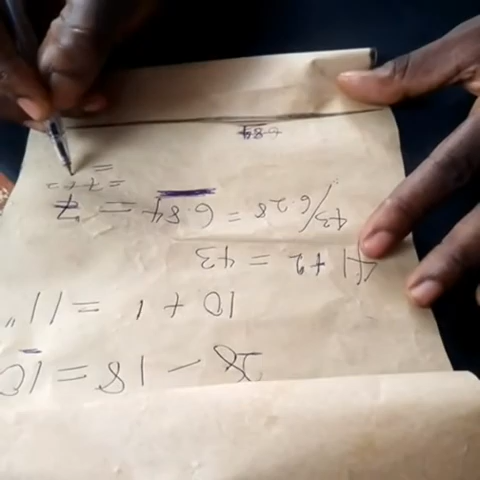 28 - 18 = 10
10 + 1 = 11"
41 + 2 = 43
43/6.28 = 6.84 = 7
=
6.84